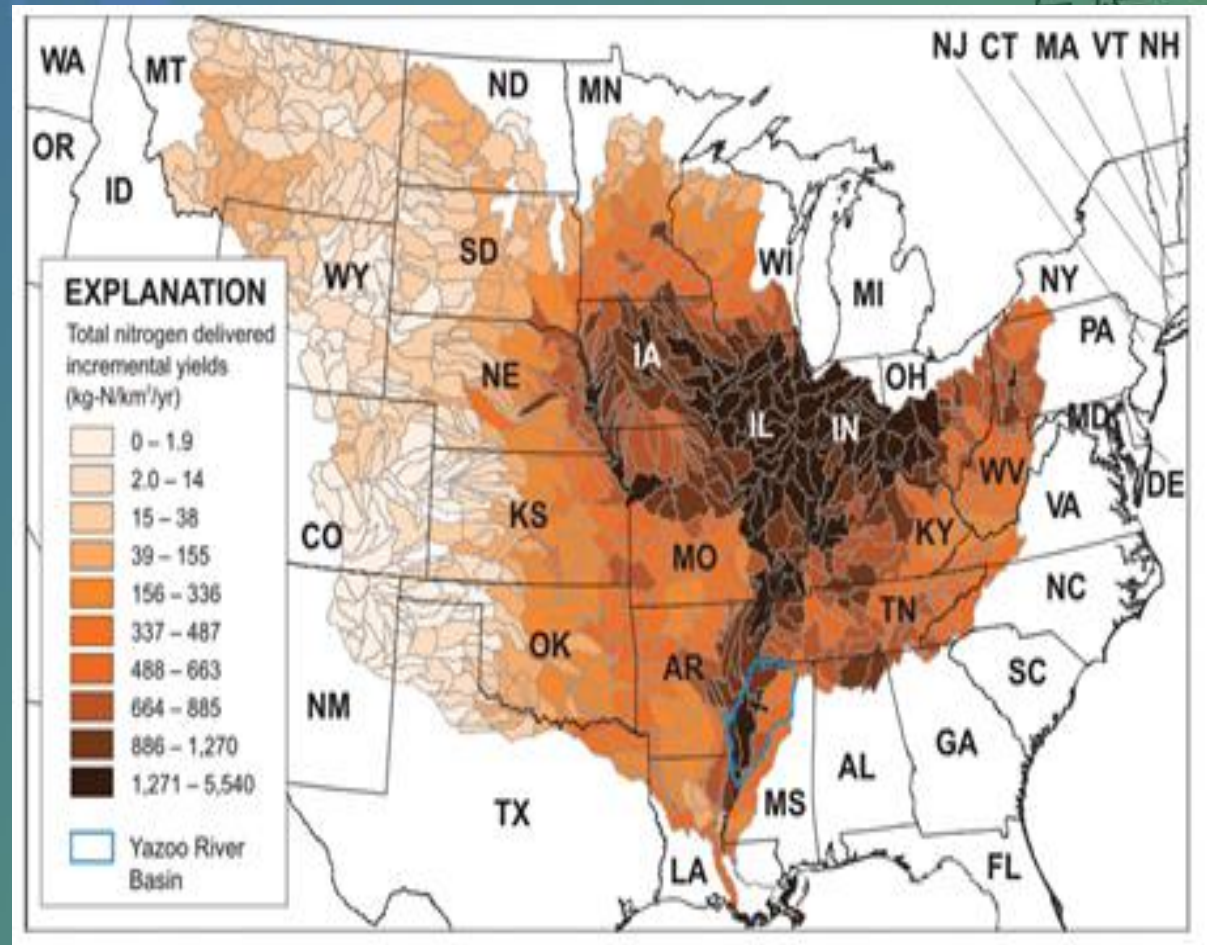 NJ CT MA VT NH
WA
MT
ND
MN
OR
ID
SD
WI
MI
NY
WY
PA
NE
IA
OH
IL
IN
MD
WV
DE
VA
CO
KS
MO
KY
NC
TN
OK
AR
SC
NM
GA
AL
MS
TX
LA
FL
EXPLANATION
Total nitrogen delivered
incremental yields
(kg-N/km²/yr)
0 – 1.9
2.0 – 14
15 – 38
39 – 155
156 – 336
337 – 487
488 – 663
664 – 885
886 – 1,270
1,271 – 5,540
Yazoo River
Basin